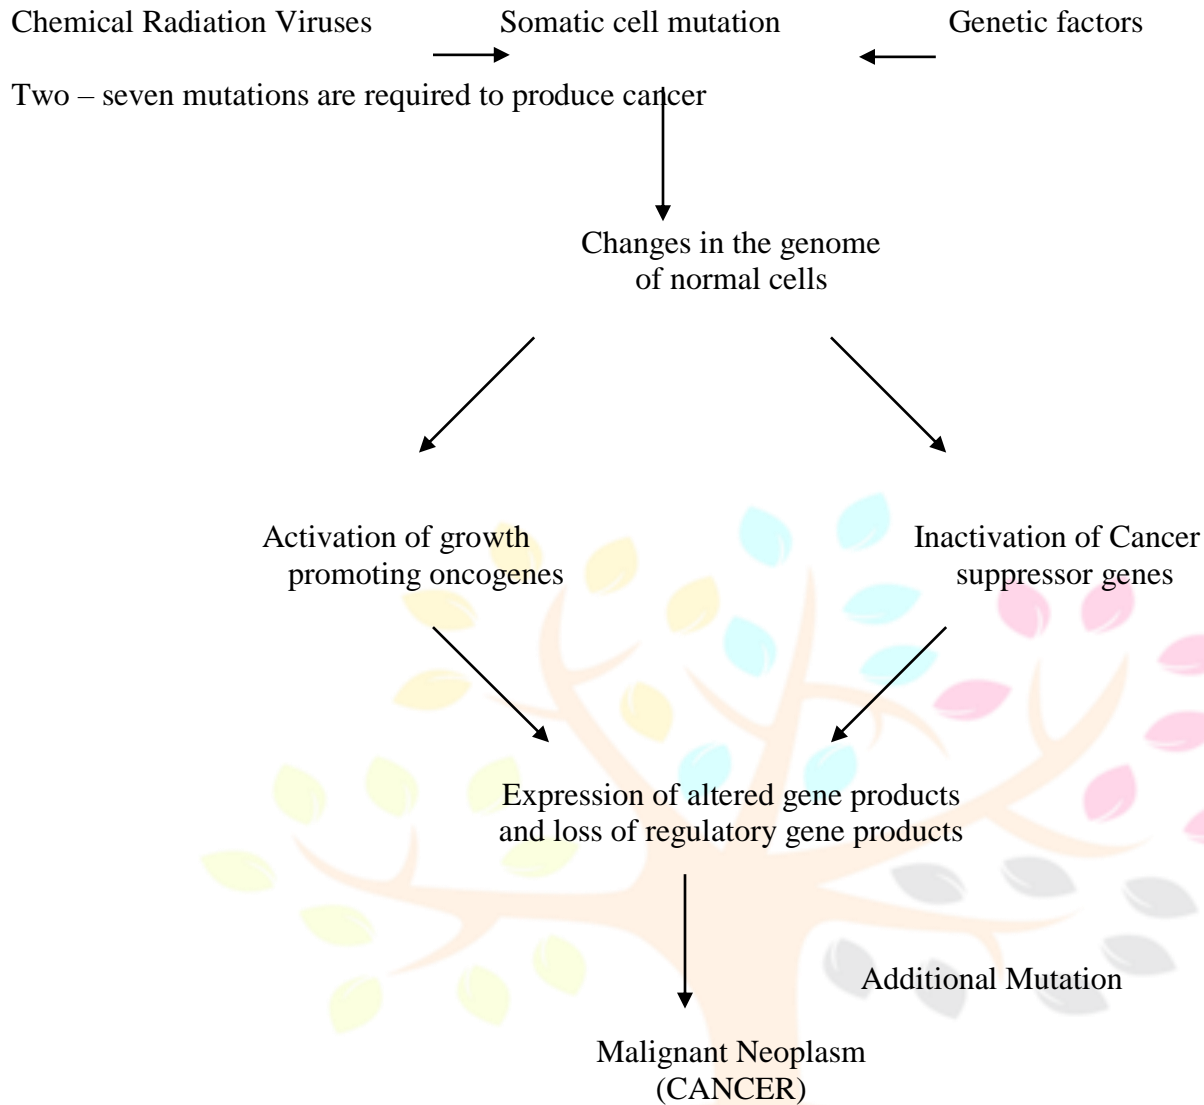 Chemical Radiation Viruses Somatic cell mutation Genetic factors
Two – seven mutations are required to produce cancer
Changes in the genome
of normal cells
Activation of growth
promoting oncogenes
Inactivation of Cancer
suppressor genes
Expression of altered gene products
and loss of regulatory gene products
Additional Mutation
Malignant Neoplasm
(CANCER)